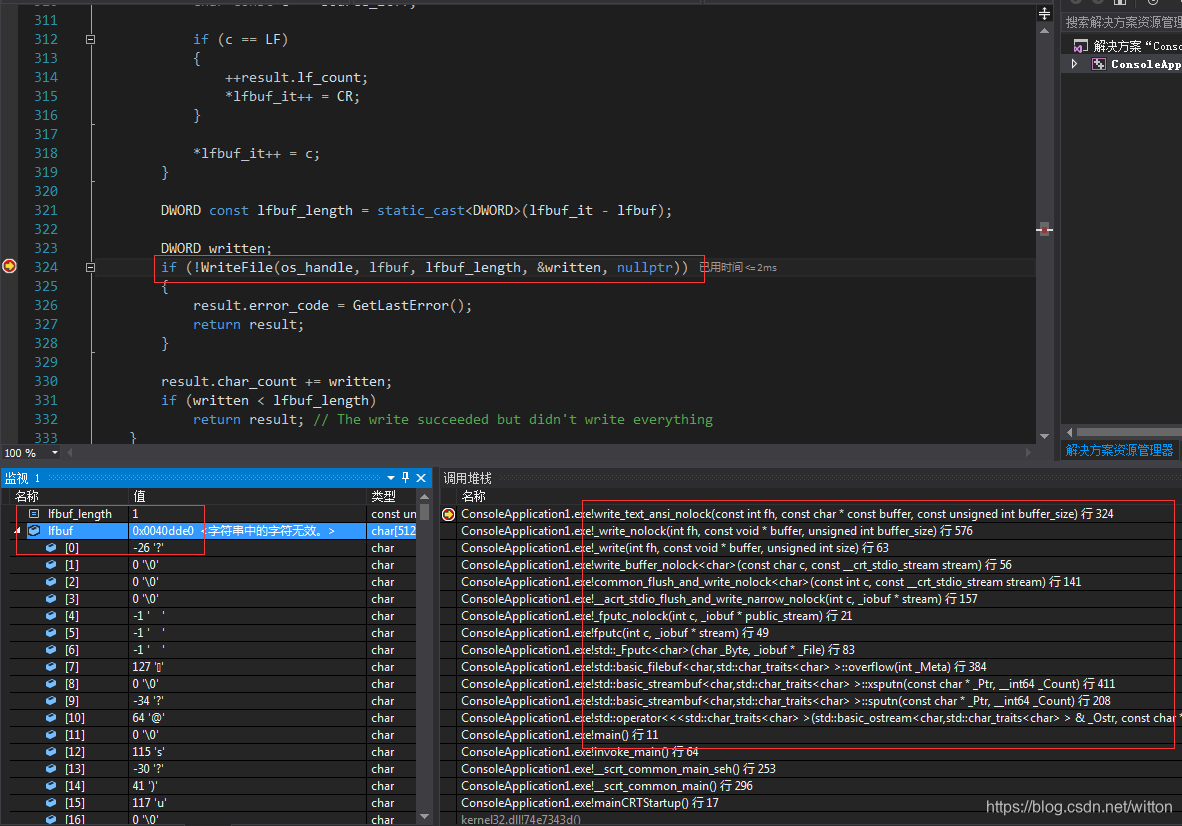 311
312 if (c == LF)
313 {
314 ++result.lf_count;
315 *lfbuf_it++ = CR;
316 }
317
318 *lfbuf_it++ = c;
319 }
320
321 DWORD const lfbuf_length = static_cast<DWORD>(lfbuf_it - lfbuf);
322
323 DWORD written;
324 if (!WriteFile(os_handle, lfbuf, lfbuf_length, &written, nullptr)) 已用时间<=2ms
325 {
326 result.error_code = GetLastError();
327 return result;
328 }
329
330 result.char_count += written;
331 if (written < lfbuf_length)
332 return result; // The write succeeded but didn't write everything
333 }
100 %
搜索解决方案资源管理
解决方案“Conso
ConsoleApp
解决方案资源管理器
监视 1
名称 值 类型
lfbuf_length 1 const un
lfbuf 0x0040dde0 <字符串中的字符无效。> char[512
[0] -26 '?' char
[1] 0 '\0' char
[2] 0 '\0' char
[3] 0 '\0' char
[4] -1 ' ' char
[5] -1 ' ' char
[6] -1 ' ' char
[7] 127 '' char
[8] 0 '\0' char
[9] -34 '?' char
[10] 64 '@' char
[11] 0 '\0' char
[12] 115 's' char
[13] -30 '?' char
[14] 41 ')' char
[15] 117 'u' char
[16] 0 '\0' char
调用堆栈
名称
ConsoleApplication1.exe!write_text_ansi_nolock(const int fh, const char * const buffer, const unsigned int buffer_size) 行 324
ConsoleApplication1.exe!_write_nolock(int fh, const void * buffer, unsigned int buffer_size) 行 576
ConsoleApplication1.exe!_write(int fh, const void * buffer, unsigned int size) 行 63
ConsoleApplication1.exe!write_buffer_nolock<char>(const char c, const __crt_stdio_stream stream) 行 56
ConsoleApplication1.exe!common_flush_and_write_nolock<char>(const int c, const __crt_stdio_stream stream) 行 141
ConsoleApplication1.exe!__acrt_stdio_flush_and_write_narrow_nolock(int c, _iobuf * stream) 行 157
ConsoleApplication1.exe!_fputc_nolock(int c, _iobuf * public_stream) 行 21
ConsoleApplication1.exe!fputc(int c, _iobuf * stream) 行 49
ConsoleApplication1.exe!std::_Fputc<char>(char _Byte, _iobuf * _File) 行 83
ConsoleApplication1.exe!std::basic_filebuf<char,std::char_traits<char> >::overflow(int _Meta) 行 384
ConsoleApplication1.exe!std::basic_streambuf<char,std::char_traits<char> >::xsputn(const char * _Ptr, __int64 _Count) 行 411
ConsoleApplication1.exe!std::basic_streambuf<char,std::char_traits<char> >::sputn(const char * _Ptr, __int64 _Count) 行 208
ConsoleApplication1.exe!std::operator<<<std::char_traits<char> >(std::basic_ostream<char,std::char_traits<char> > & _Ostr, const char *
ConsoleApplication1.exe!main() 行 11
ConsoleApplication1.exe!invoke_main() 行 64
ConsoleApplication1.exe!__scrt_common_main_seh() 行 253
ConsoleApplication1.exe!__scrt_common_main() 行 296
ConsoleApplication1.exe!mainCRTStartup() 行 17
kernel32.dll!74e7343d()
https://blog.csdn.net/witton